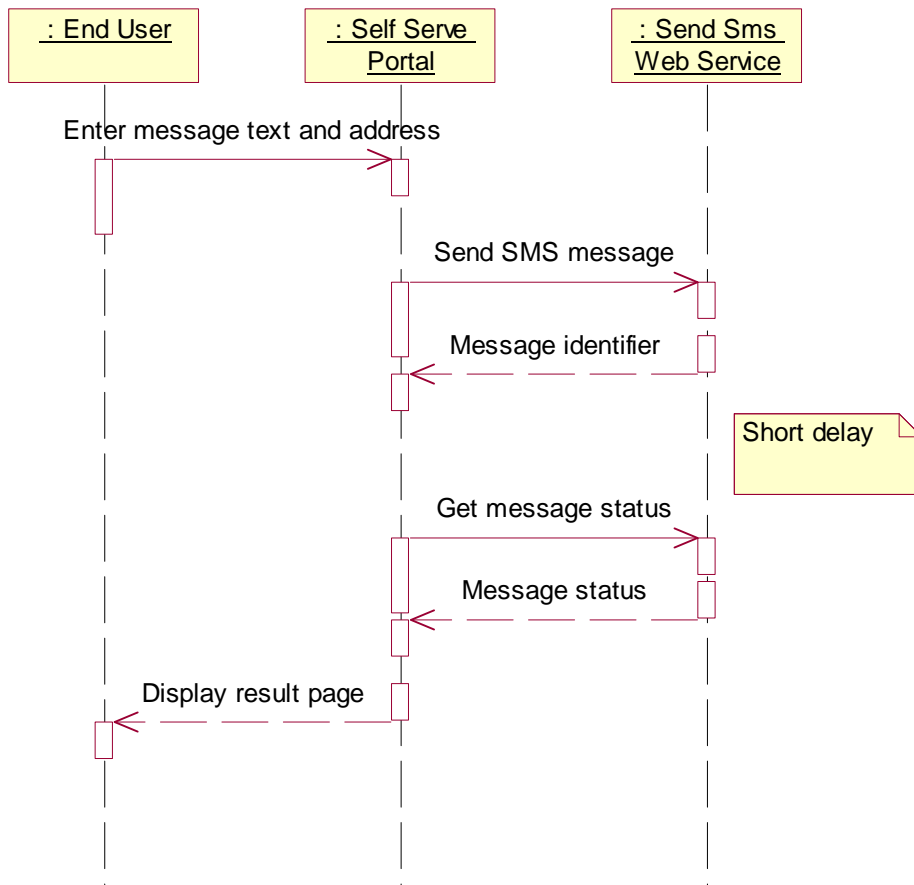 : End User
: Self Serve
Portal
: Send Sms
Web Service
Enter message text and address
Send SMS message
Message identifier
Short delay
Get message status
Message status
Display result page